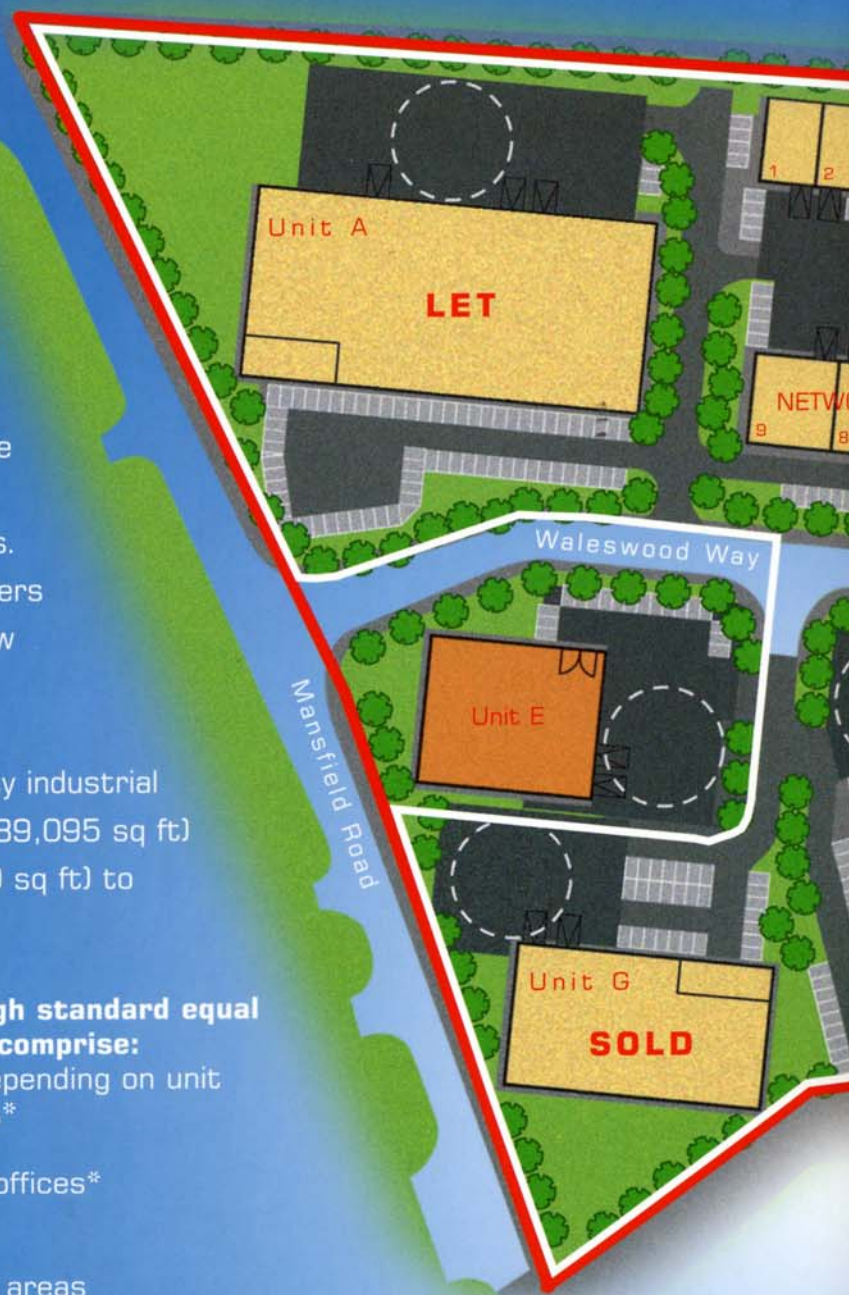 s.
ers
y industrial
39,095 sq ft)
sq ft) to
gh standard equal
comprise:
epending on unit
*
offices*
areas
Unit A
LET
1
2
9
8
Waleswood Way
Unit E
Mansfield Road
Unit G
SOLD